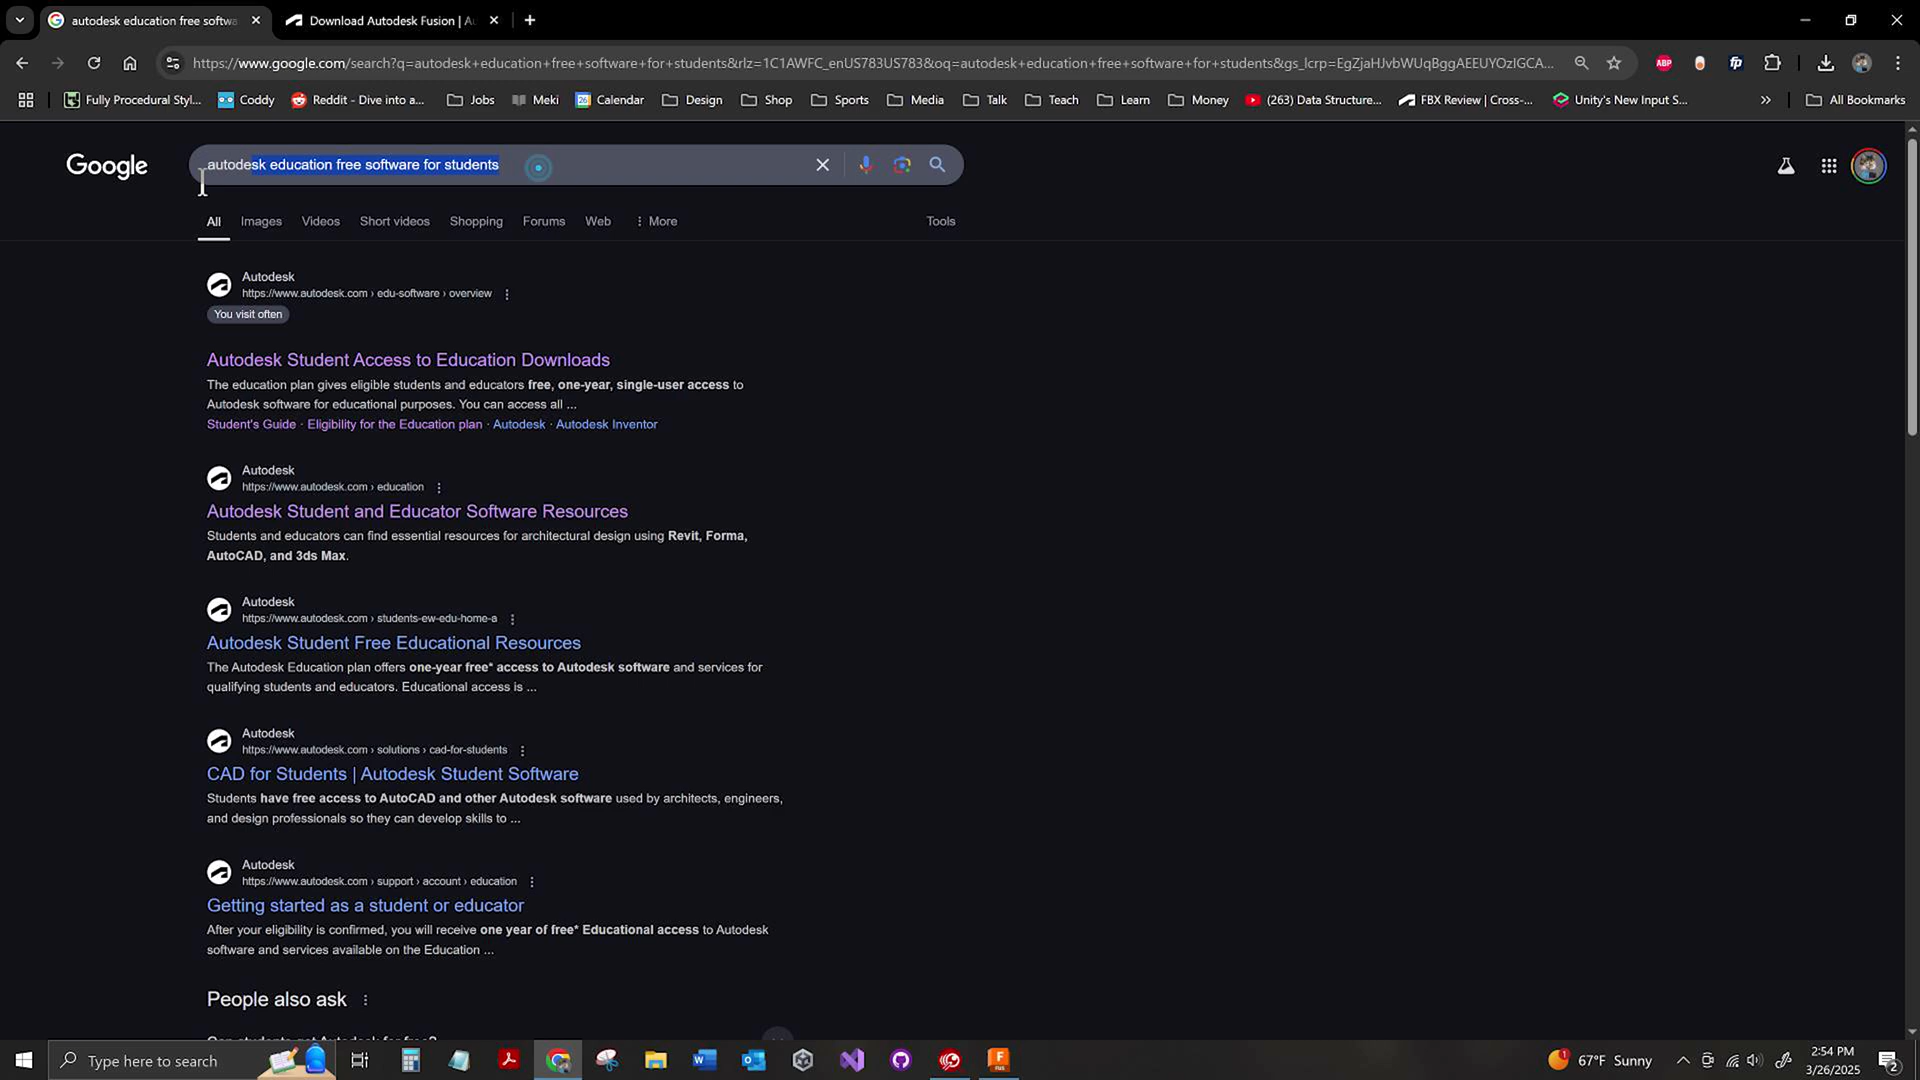 autodesk education free softwa
Download Autodesk Fusion | A
https://www.google.com/search?q=autodesk+education+free+software+for+students&rlz=1C1AWFC_enUS783US783&oq=autodesk+education+free+software+for+students&gs_lcrp=EgZjaHJvbWUqBggAEEUYOzIGCA...
ABP
fp
Fully Procedural Styl...
Coddy
Reddit - Dive into a...
Jobs
Meki
Calendar
Design
Shop
Sports
Media
Talk
Teach
Learn
Money
(263) Data Structure...
FBX Review | Cross-...
Unity's New Input S...
All Bookmarks
Google
autodesk education free software for students
All
Images
Videos
Short videos
Shopping
Forums
Web
More
Tools
Autodesk
https://www.autodesk.com › edu-software › overview
You visit often
Autodesk Student Access to Education Downloads
The education plan gives eligible students and educators free, one-year, single-user access to
Autodesk software for educational purposes. You can access all ...
Student's Guide · Eligibility for the Education plan · Autodesk · Autodesk Inventor
Autodesk
https://www.autodesk.com › education
Autodesk Student and Educator Software Resources
Students and educators can find essential resources for architectural design using Revit, Forma,
AutoCAD, and 3ds Max.
Autodesk
https://www.autodesk.com › students-ew-edu-home-a
Autodesk Student Free Educational Resources
The Autodesk Education plan offers one-year free* access to Autodesk software and services for
qualifying students and educators. Educational access is ...
Autodesk
https://www.autodesk.com › solutions › cad-for-students
CAD for Students | Autodesk Student Software
Students have free access to AutoCAD and other Autodesk software used by architects, engineers,
and design professionals so they can develop skills to ...
Autodesk
https://www.autodesk.com › support › account › education
Getting started as a student or educator
After your eligibility is confirmed, you will receive one year of free* Educational access to Autodesk
software and services available on the Education ...
People also ask
Can students get Autodesk for free?
Type here to search
67°F Sunny
2:54 PM
3/26/2025
2